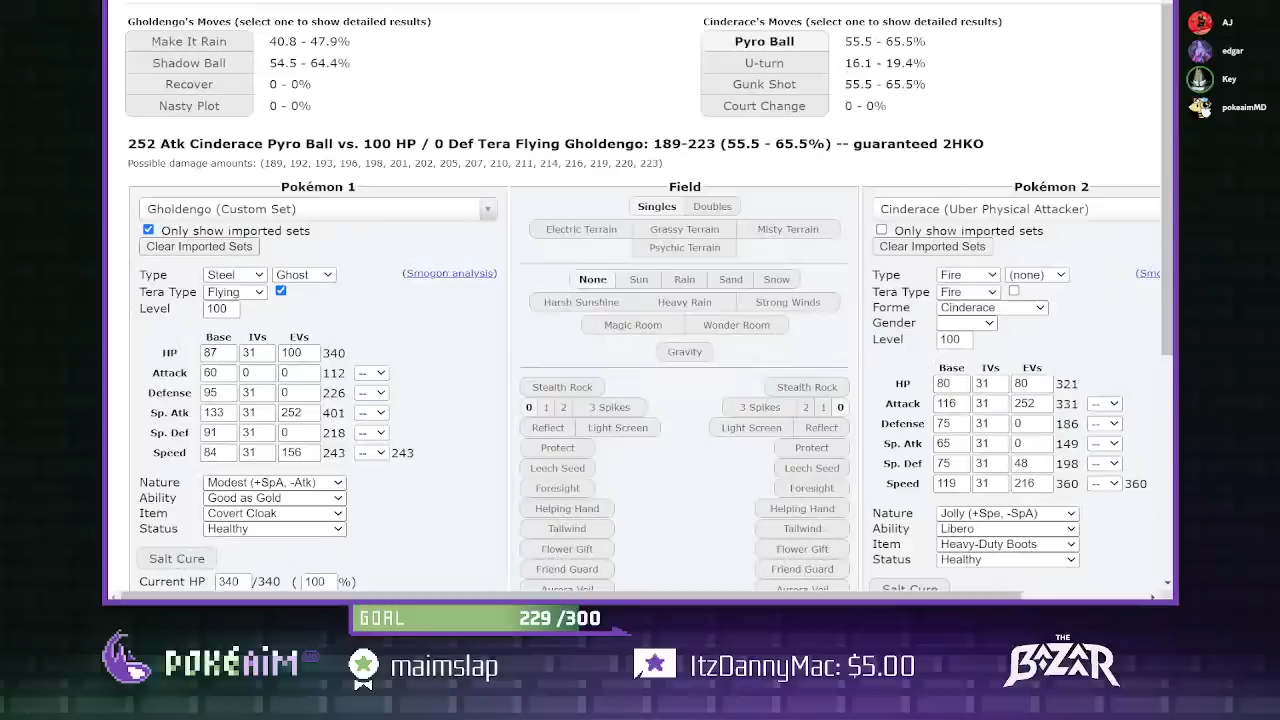 Gholdengo's Moves (select one to show detailed results)
Make It Rain 40.8 - 47.9%
Shadow Ball 54.5 - 64.4%
Recover 0 - 0%
Nasty Plot 0 - 0%
Cinderace's Moves (select one to show detailed results)
Pyro Ball 55.5 - 65.5%
U-turn 16.1 - 19.4%
Gunk Shot 55.5 - 65.5%
Court Change 0 - 0%
AJ
edgar
Key
pokeaimMD
252 Atk Cinderace Pyro Ball vs. 100 HP / 0 Def Tera Flying Gholdengo: 189-223 (55.5 - 65.5%) -- guaranteed 2HKO
Possible damage amounts: (189, 192, 193, 196, 198, 201, 202, 205, 207, 210, 211, 214, 216, 219, 220, 223)
Pokémon 1
Gholdengo (Custom Set)
Only show imported sets
Clear Imported Sets
Type Steel Ghost (Smogon analysis)
Tera Type Flying
Level 100
Base IVs EVs
HP 87 31 100 340
Attack 60 0 0 112 --
Defense 95 31 0 226 --
Sp. Atk 133 31 252 401 --
Sp. Def 91 31 0 218 --
Speed 84 31 156 243 -- 243
Nature Modest (+SpA, -Atk)
Ability Good as Gold
Item Covert Cloak
Status Healthy
Salt Cure
Current HP 340 /340 ( 100 %)
Field
Singles Doubles
Electric Terrain Grassy Terrain Misty Terrain
Psychic Terrain
None Sun Rain Sand Snow
Harsh Sunshine Heavy Rain Strong Winds
Magic Room Wonder Room
Gravity
Stealth Rock Stealth Rock
0 1 2 3 Spikes 3 Spikes 2 1 0
Reflect Light Screen Light Screen Reflect
Protect Protect
Leech Seed Leech Seed
Foresight Foresight
Helping Hand Helping Hand
Tailwind Tailwind
Flower Gift Flower Gift
Friend Guard Friend Guard
Aurora Veil Aurora Veil
Pokémon 2
Cinderace (Uber Physical Attacker)
Only show imported sets
Clear Imported Sets
Type Fire (none) (Smo
Tera Type Fire
Forme Cinderace
Gender
Level 100
Base IVs EVs
HP 80 31 80 321
Attack 116 31 252 331 --
Defense 75 31 0 186 --
Sp. Atk 65 31 0 149 --
Sp. Def 75 31 48 198 --
Speed 119 31 216 360 -- 360
Nature Jolly (+Spe, -SpA)
Ability Libero
Item Heavy-Duty Boots
Status Healthy
Salt Cure
GOAL 229 /300
POKéAIM MD
maimslap
ItzDannyMac: $5.00
THE
BAZAR